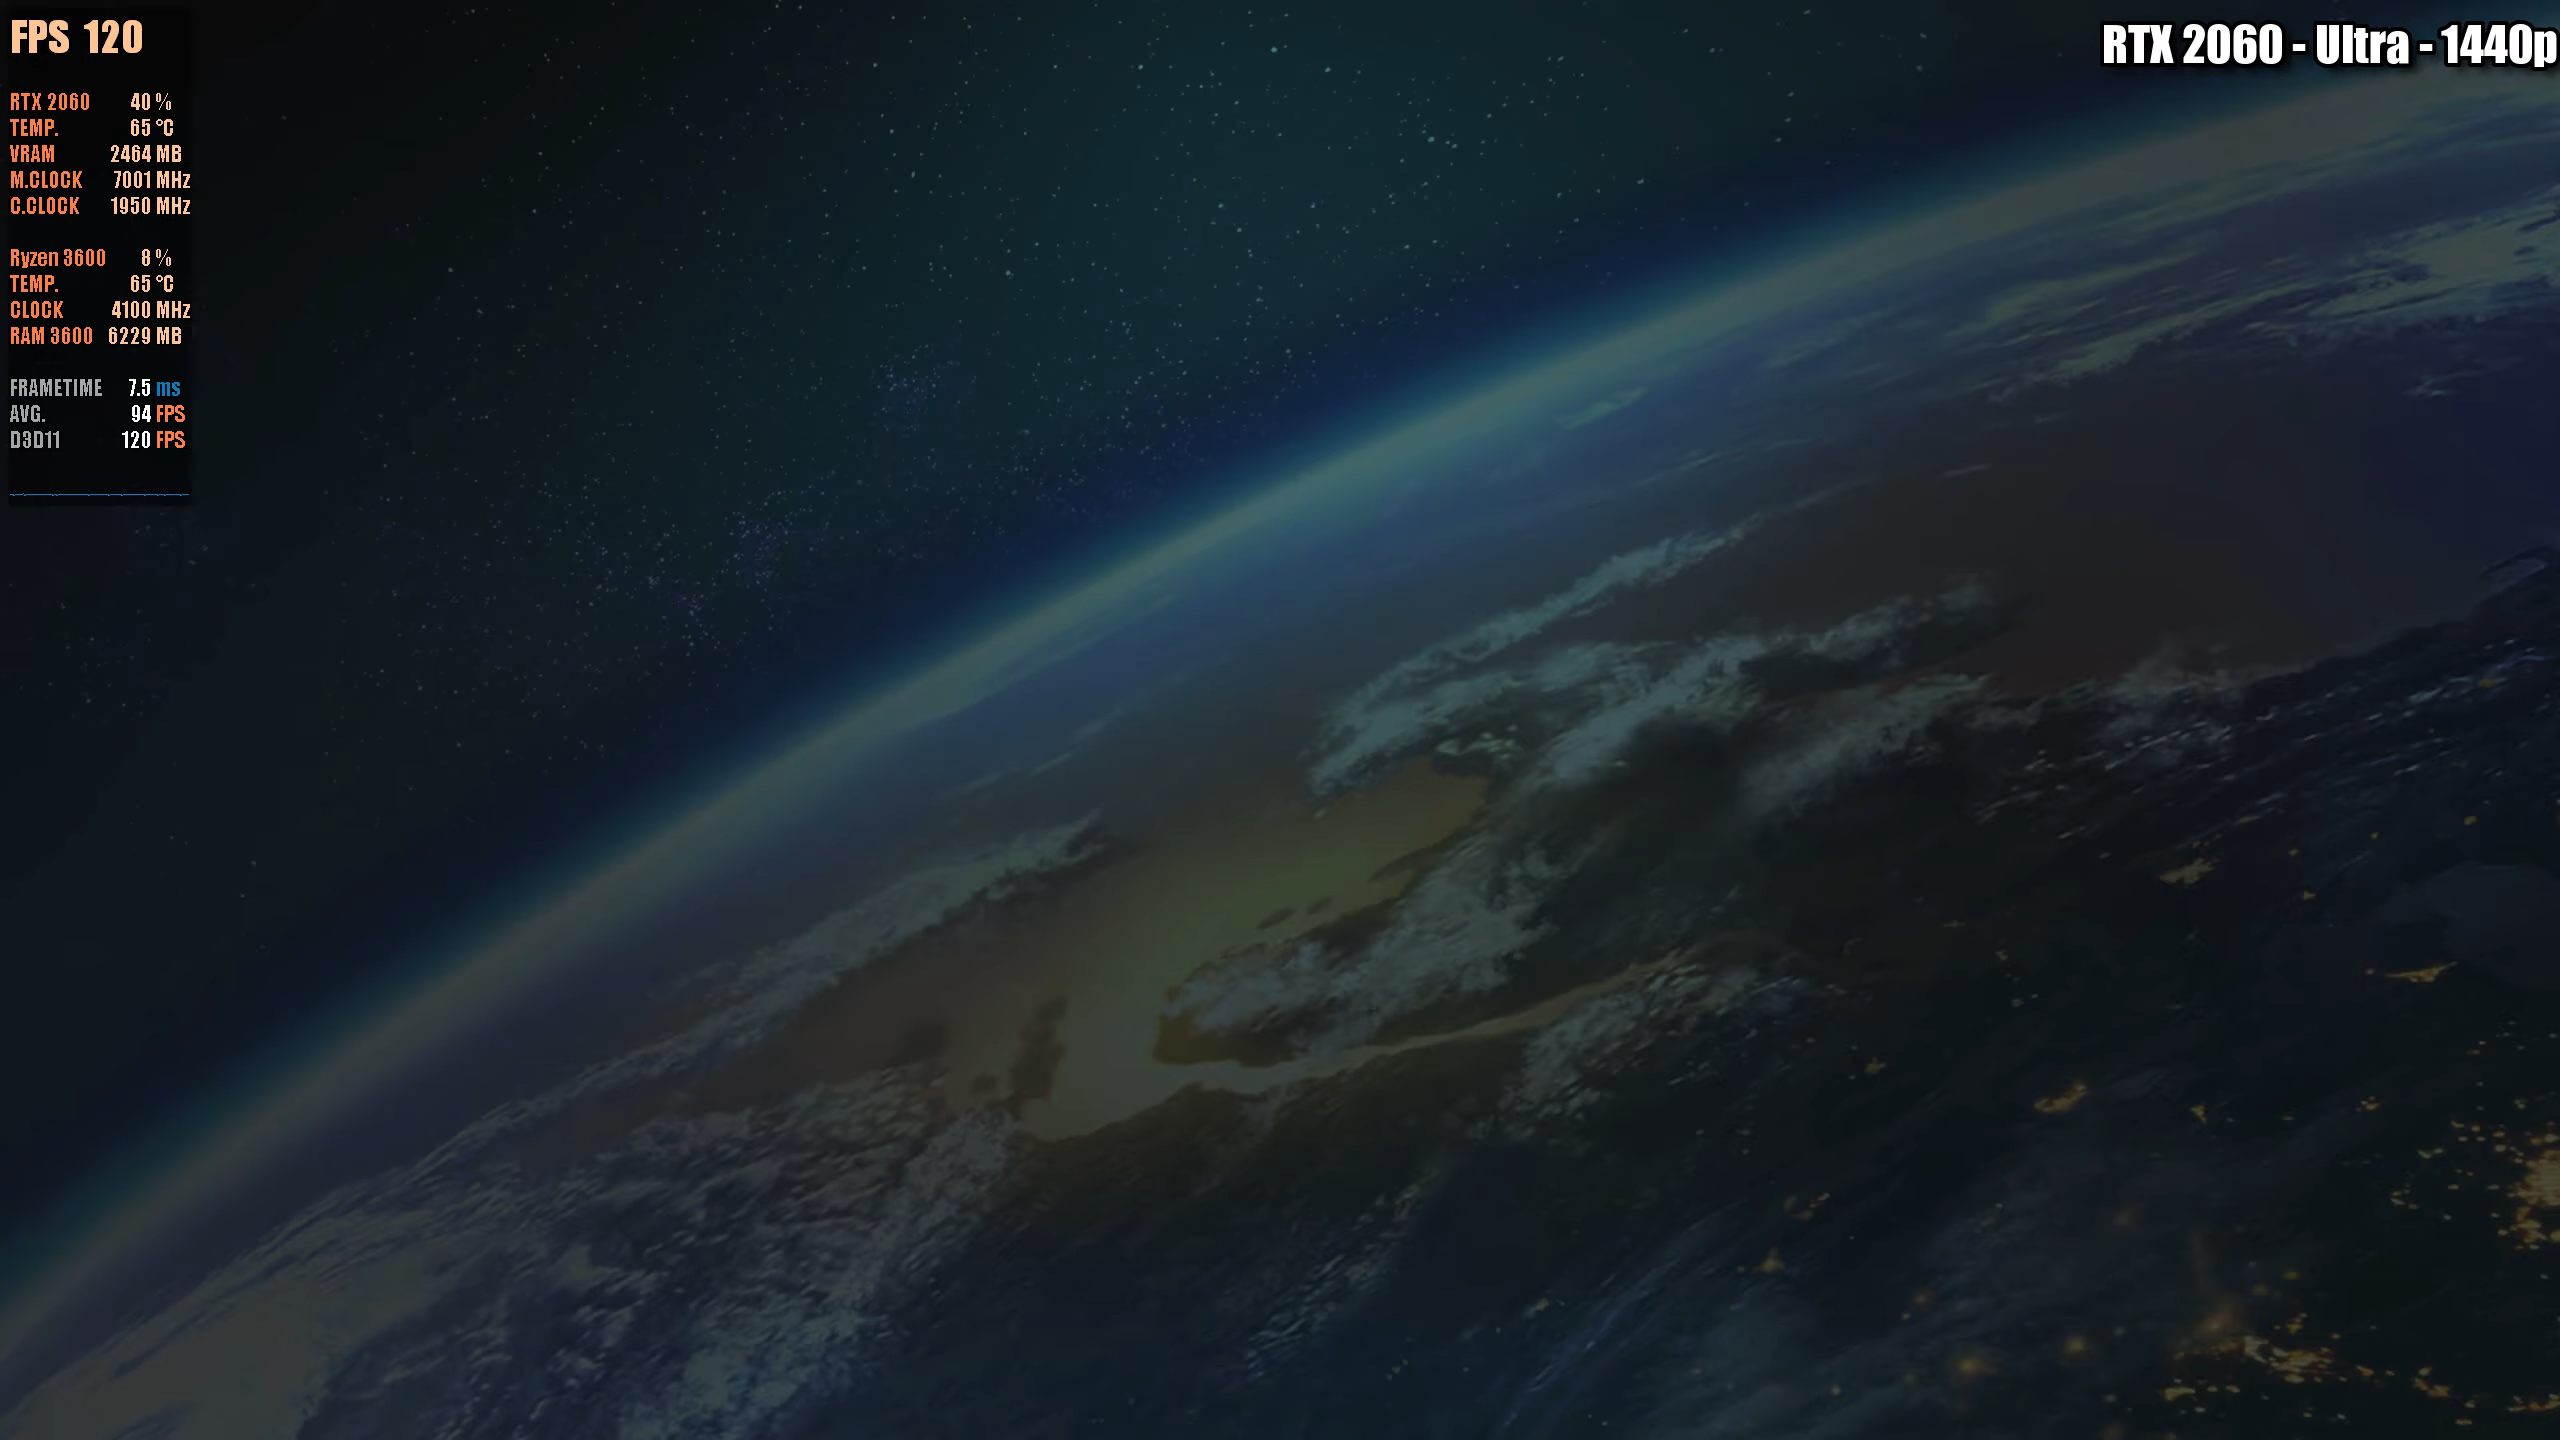 FPS 120
RTX 2060 - Ultra - 1440p
RTX 2060 40 %
TEMP. 65 °C
VRAM 2464 MB
M.CLOCK 7001 MHz
C.CLOCK 1950 MHz
Ryzen 3600 8 %
TEMP. 65 °C
CLOCK 4100 MHz
RAM 3600 6229 MB
FRAMETIME 7.5 ms
AVG. 94 FPS
D3D11 120 FPS